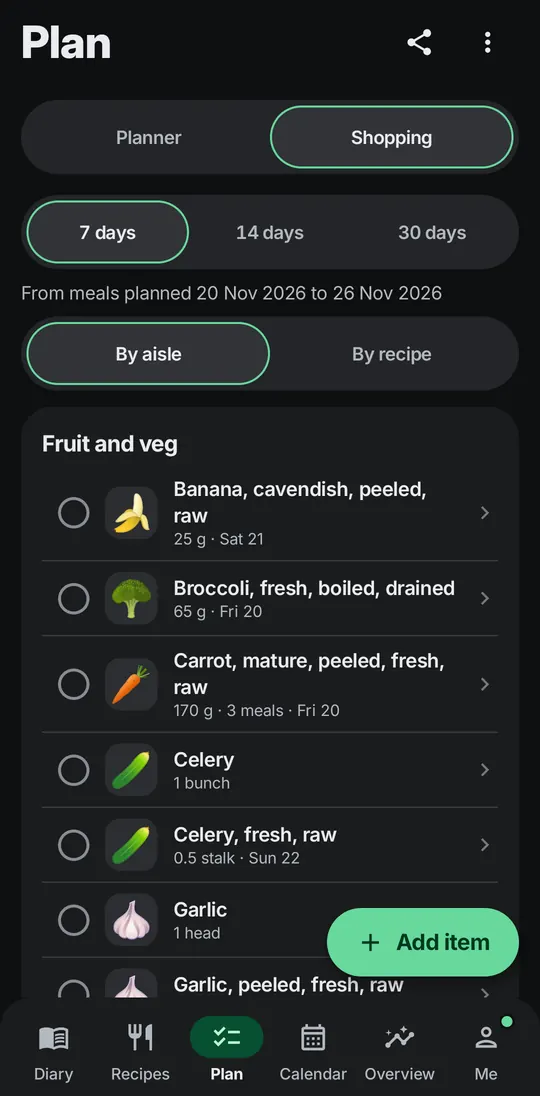 Plan
Planner
Shopping
7 days
14 days
30 days
From meals planned 20 Nov 2026 to 26 Nov 2026
By aisle
By recipe
Fruit and veg
Banana, cavendish, peeled,
raw
25 g · Sat 21
Broccoli, fresh, boiled, drained
65 g · Fri 20
Carrot, mature, peeled, fresh,
raw
170 g · 3 meals · Fri 20
Celery
1 bunch
Celery, fresh, raw
0.5 stalk · Sun 22
Garlic
1 head
Add item
Garlic, peeled, fresh, raw
Diary
Recipes
Plan
Calendar
Overview
Me